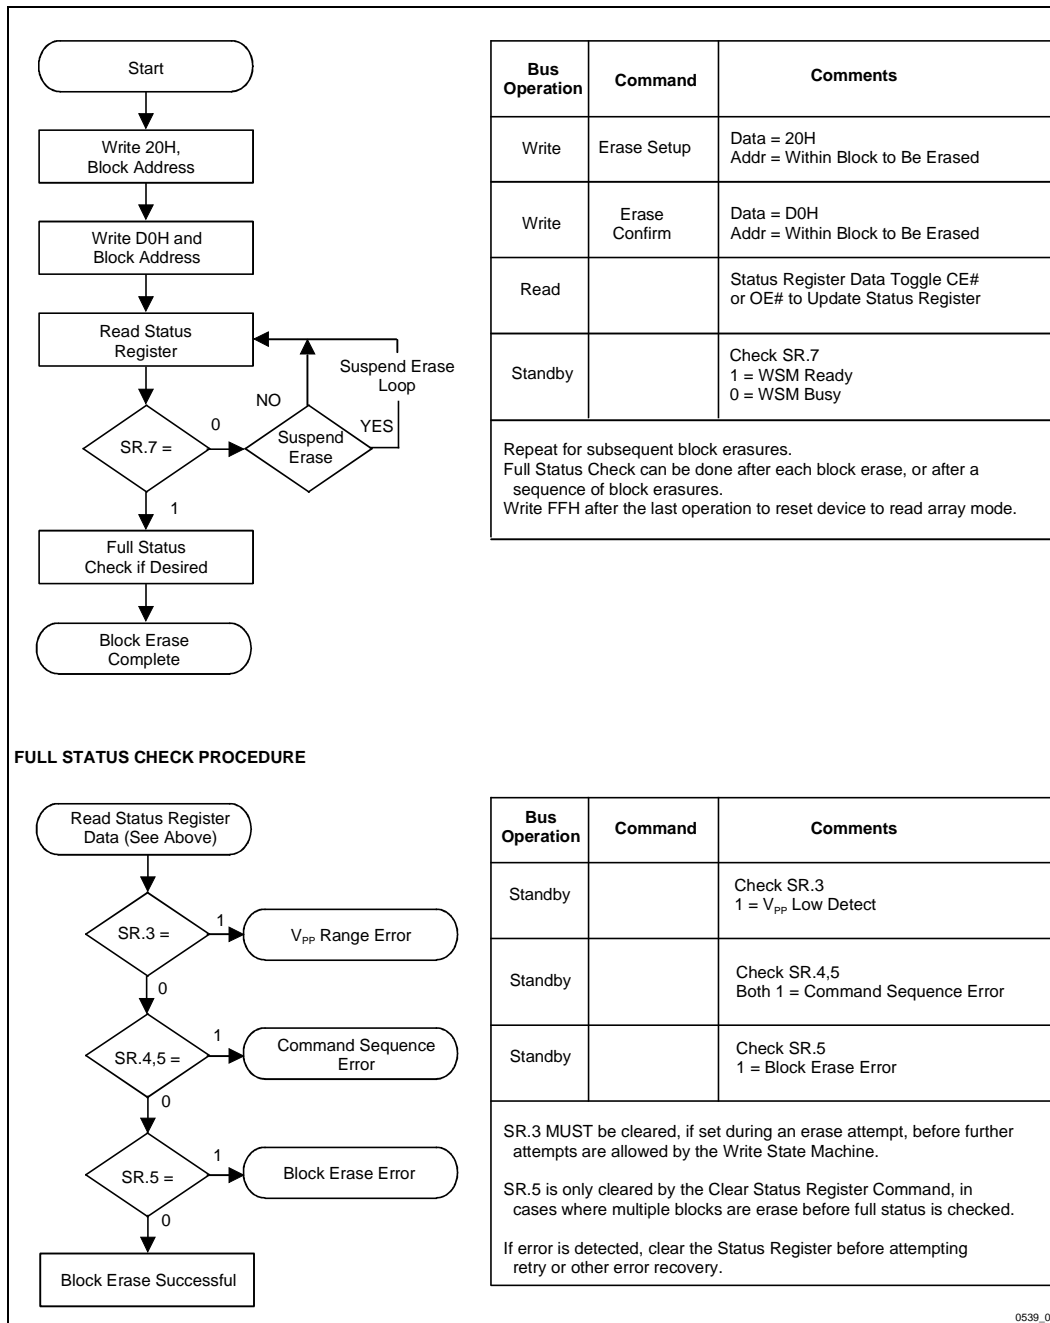 Start
Write 20H,
Block Address
Write D0H and
Block Address
Read Status
Register
Suspend Erase
Loop
NO
YES
0
SR.7 =
Suspend
Erase
1
Full Status
Check if Desired
Block Erase
Complete
Bus
Operation
Command
Comments
Write
Erase Setup
Data = 20H
Addr = Within Block to Be Erased
Write
Erase
Confirm
Data = D0H
Addr = Within Block to Be Erased
Read
Status Register Data Toggle CE#
or OE# to Update Status Register
Standby
Check SR.7
1 = WSM Ready
0 = WSM Busy
Repeat for subsequent block erasures.
Full Status Check can be done after each block erase, or after a
sequence of block erasures.
Write FFH after the last operation to reset device to read array mode.
FULL STATUS CHECK PROCEDURE
Read Status Register
Data (See Above)
SR.3 =
1
VPP Range Error
0
SR.4,5 =
1
Command Sequence
Error
0
SR.5 =
1
Block Erase Error
0
Block Erase Successful
Bus
Operation
Command
Comments
Standby
Check SR.3
1 = VPP Low Detect
Standby
Check SR.4,5
Both 1 = Command Sequence Error
Standby
Check SR.5
1 = Block Erase Error
SR.3 MUST be cleared, if set during an erase attempt, before further
attempts are allowed by the Write State Machine.
SR.5 is only cleared by the Clear Status Register Command, in
cases where multiple blocks are erase before full status is checked.
If error is detected, clear the Status Register before attempting
retry or other error recovery.
0539_0